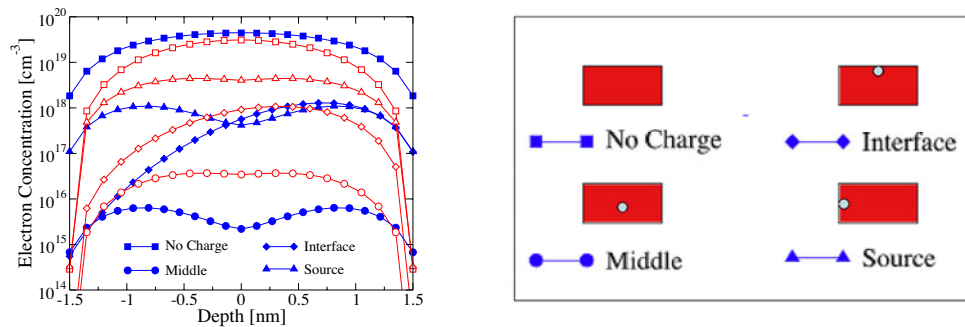 10^20
10^19
10^18
10^17
10^16
10^15
10^14
Electron Concentration [cm^-3]
No Charge
Interface
Middle
Source
-1.5
-1
-0.5
0
0.5
1
1.5
Depth [nm]
No Charge
Interface
Middle
Source